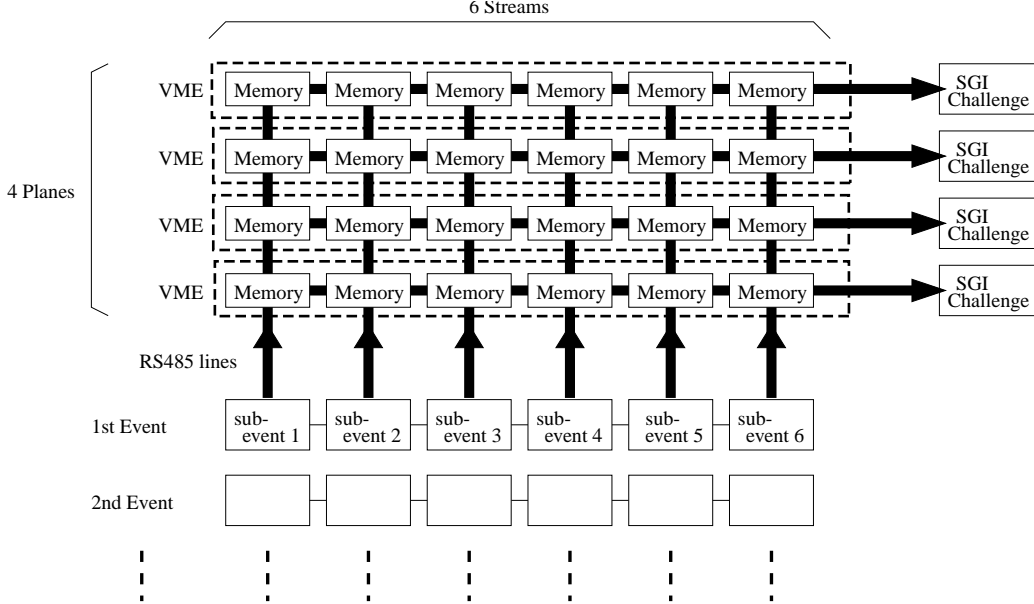 6 Streams
VME Memory Memory Memory Memory Memory Memory SGI
Challenge
VME Memory Memory Memory Memory Memory Memory SGI
Challenge
4 Planes
VME Memory Memory Memory Memory Memory Memory SGI
Challenge
VME Memory Memory Memory Memory Memory Memory SGI
Challenge
RS485 lines
1st Event
sub-
event 1
sub-
event 2
sub-
event 3
sub-
event 4
sub-
event 5
sub-
event 6
2nd Event